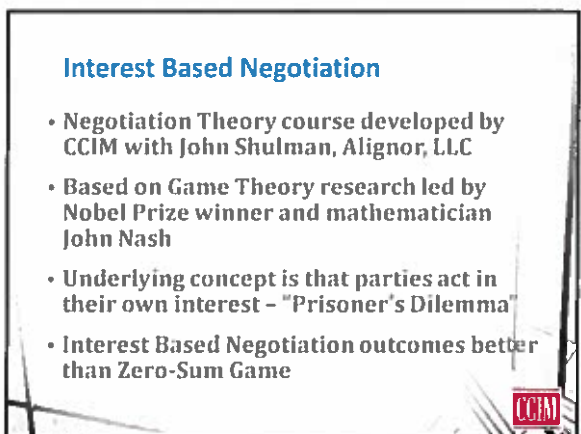 Interest Based Negotiation
• Negotiation Theory course developed by
CCIM with John Shulman, Alignor, LLC
• Based on Game Theory research led by
Nobel Prize winner and mathematician
John Nash
• Underlying concept is that parties act in
their own interest – "Prisoner's Dilemma"
• Interest Based Negotiation outcomes better
than Zero-Sum Game
CCIM